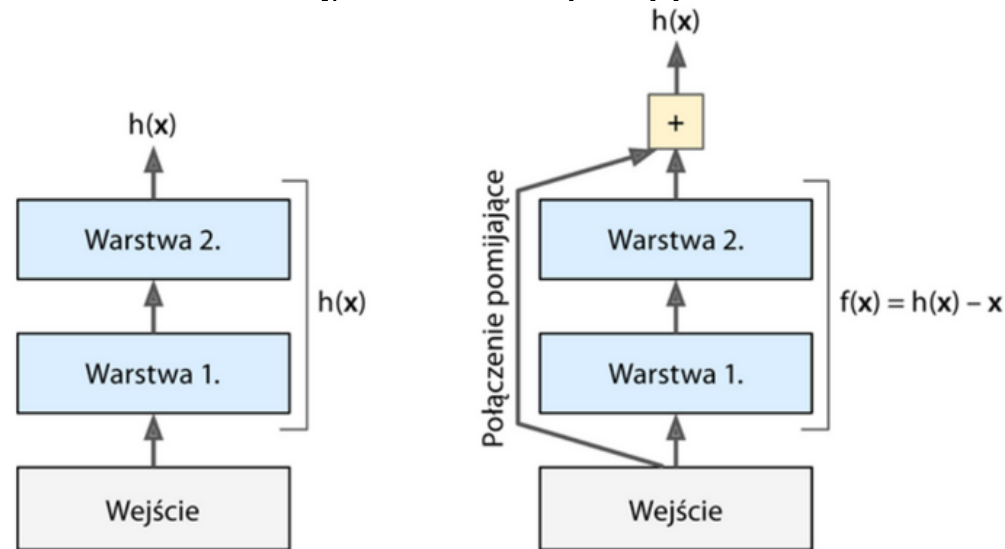 h(x)
Warstwa 2.
Warstwa 1.
h(x)
Wejście
h(x)
+
Połączenie pomijające
Warstwa 2.
Warstwa 1.
f(x) = h(x) – x
Wejście